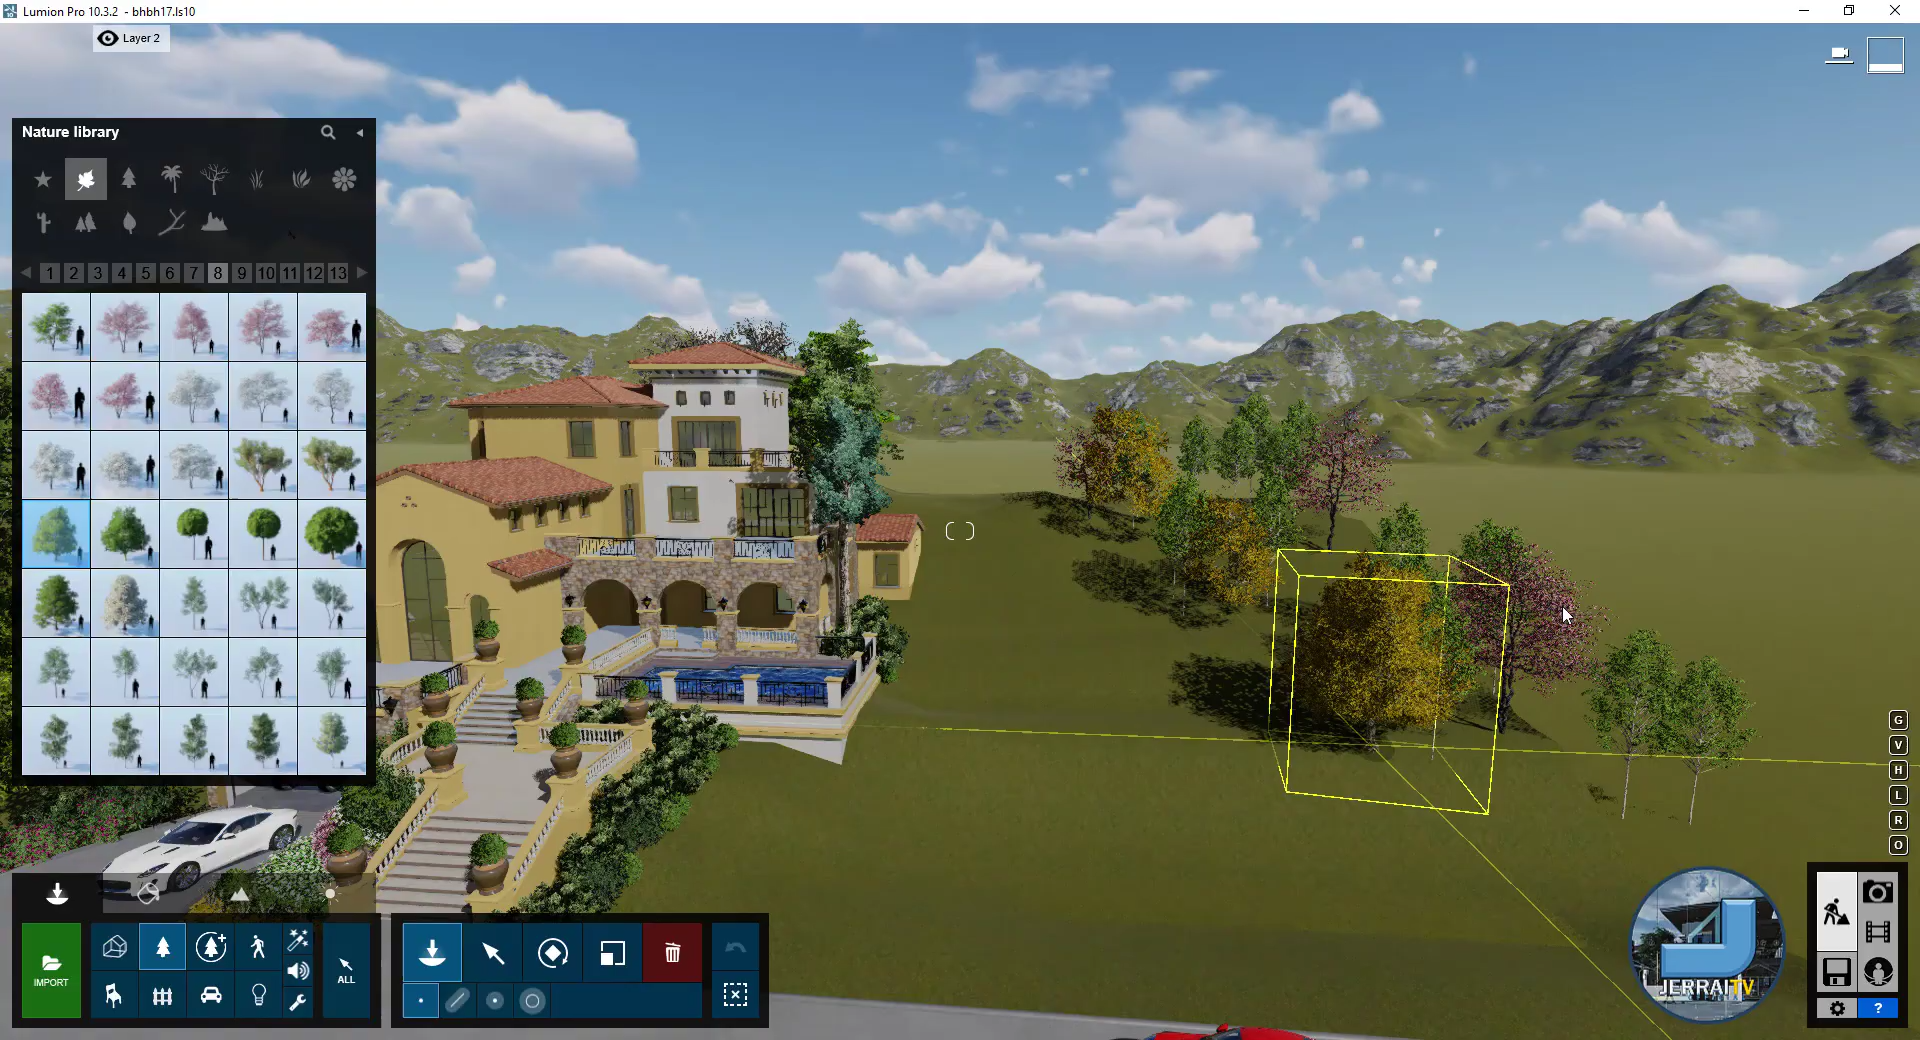 Lumion Pro 10.3.2 - bhbh17.ls10
Layer 2
Nature library
1 2 3 4 5 6 7 8 9 10 11 12 13
G
V
H
L
R
O
IMPORT
ALL
JERRAITV
?